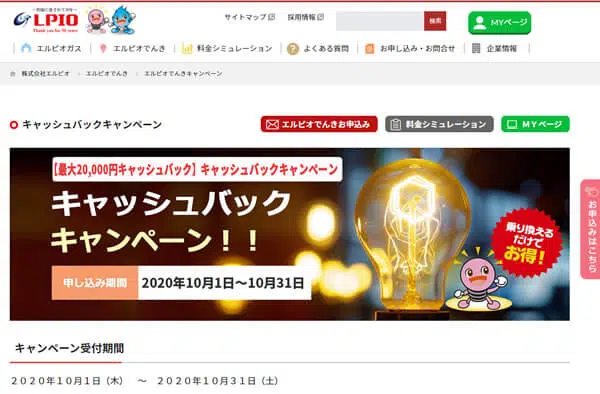 ～地域に支えられて50年～
LPIO
Thank you for 50 years
サイトマップ
採用情報
検索
MYページ
エルピオガス
エルピオでんき
料金シミュレーション
よくある質問
お申し込み・お問合せ
企業情報
株式会社エルピオ
エルピオでんき
エルピオでんきキャンペーン
キャッシュバックキャンペーン
エルピオでんきお申込み
料金シミュレーション
MYページ
【最大20,000円キャッシュバック】キャッシュバックキャンペーン
キャッシュバック
キャンペーン！！
申し込み期間
2020年10月1日〜10月31日
乗り換える
だけで
お得！
お申込みはこちら
キャンペーン受付期間
２０２０年１０月１日（木）　～　２０２０年１０月３１日（土）